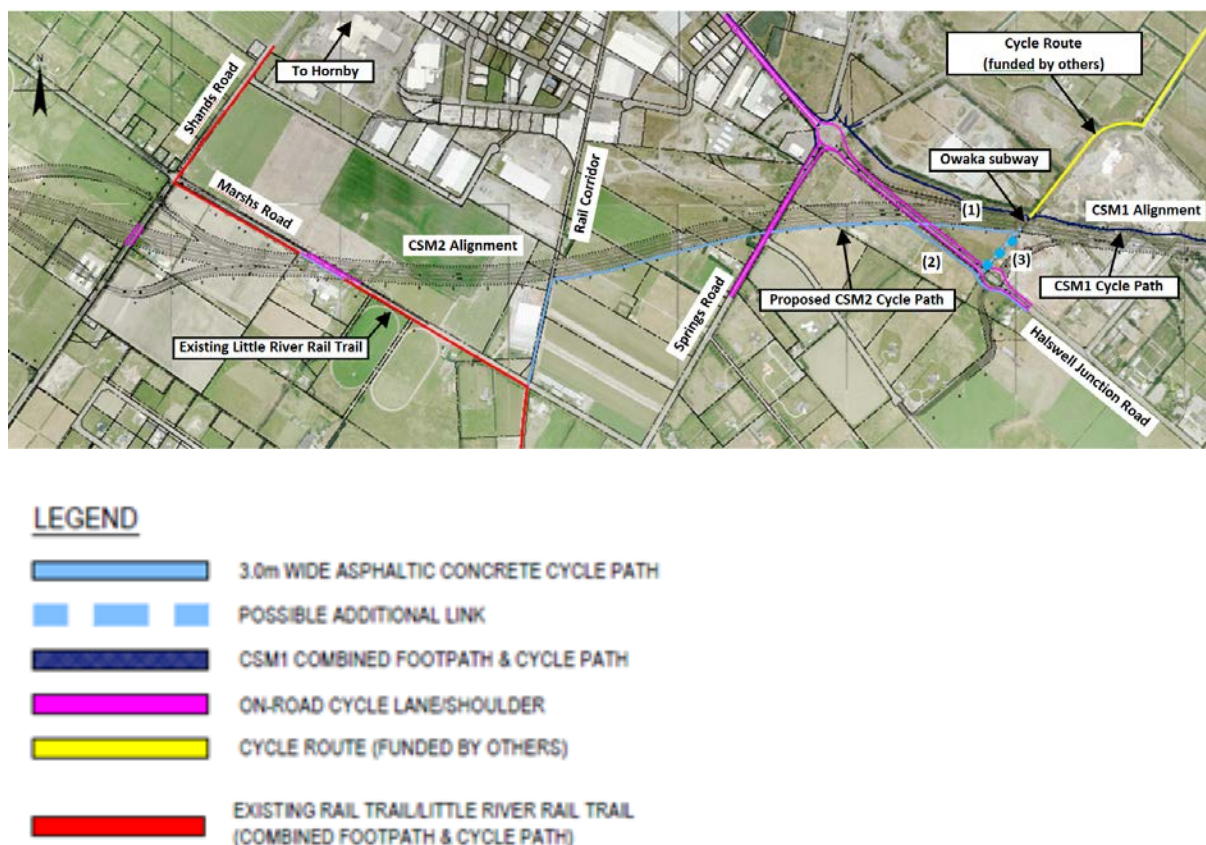 To Hornby
Shands Road
N
Marshs Road
CSM2 Alignment
Rail Corridor
Existing Little River Rail Trail
Springs Road
Proposed CSM2 Cycle Path
Cycle Route
(funded by others)
Owaka subway
(1)
CSM1 Alignment
(2)
(3)
CSM1 Cycle Path
Halswell Junction Road
LEGEND
3.0m WIDE ASPHALTIC CONCRETE CYCLE PATH
POSSIBLE ADDITIONAL LINK
CSM1 COMBINED FOOTPATH & CYCLE PATH
ON-ROAD CYCLE LANE/SHOULDER
CYCLE ROUTE (FUNDED BY OTHERS)
EXISTING RAIL TRAIL/LITTLE RIVER RAIL TRAIL
(COMBINED FOOTPATH & CYCLE PATH)